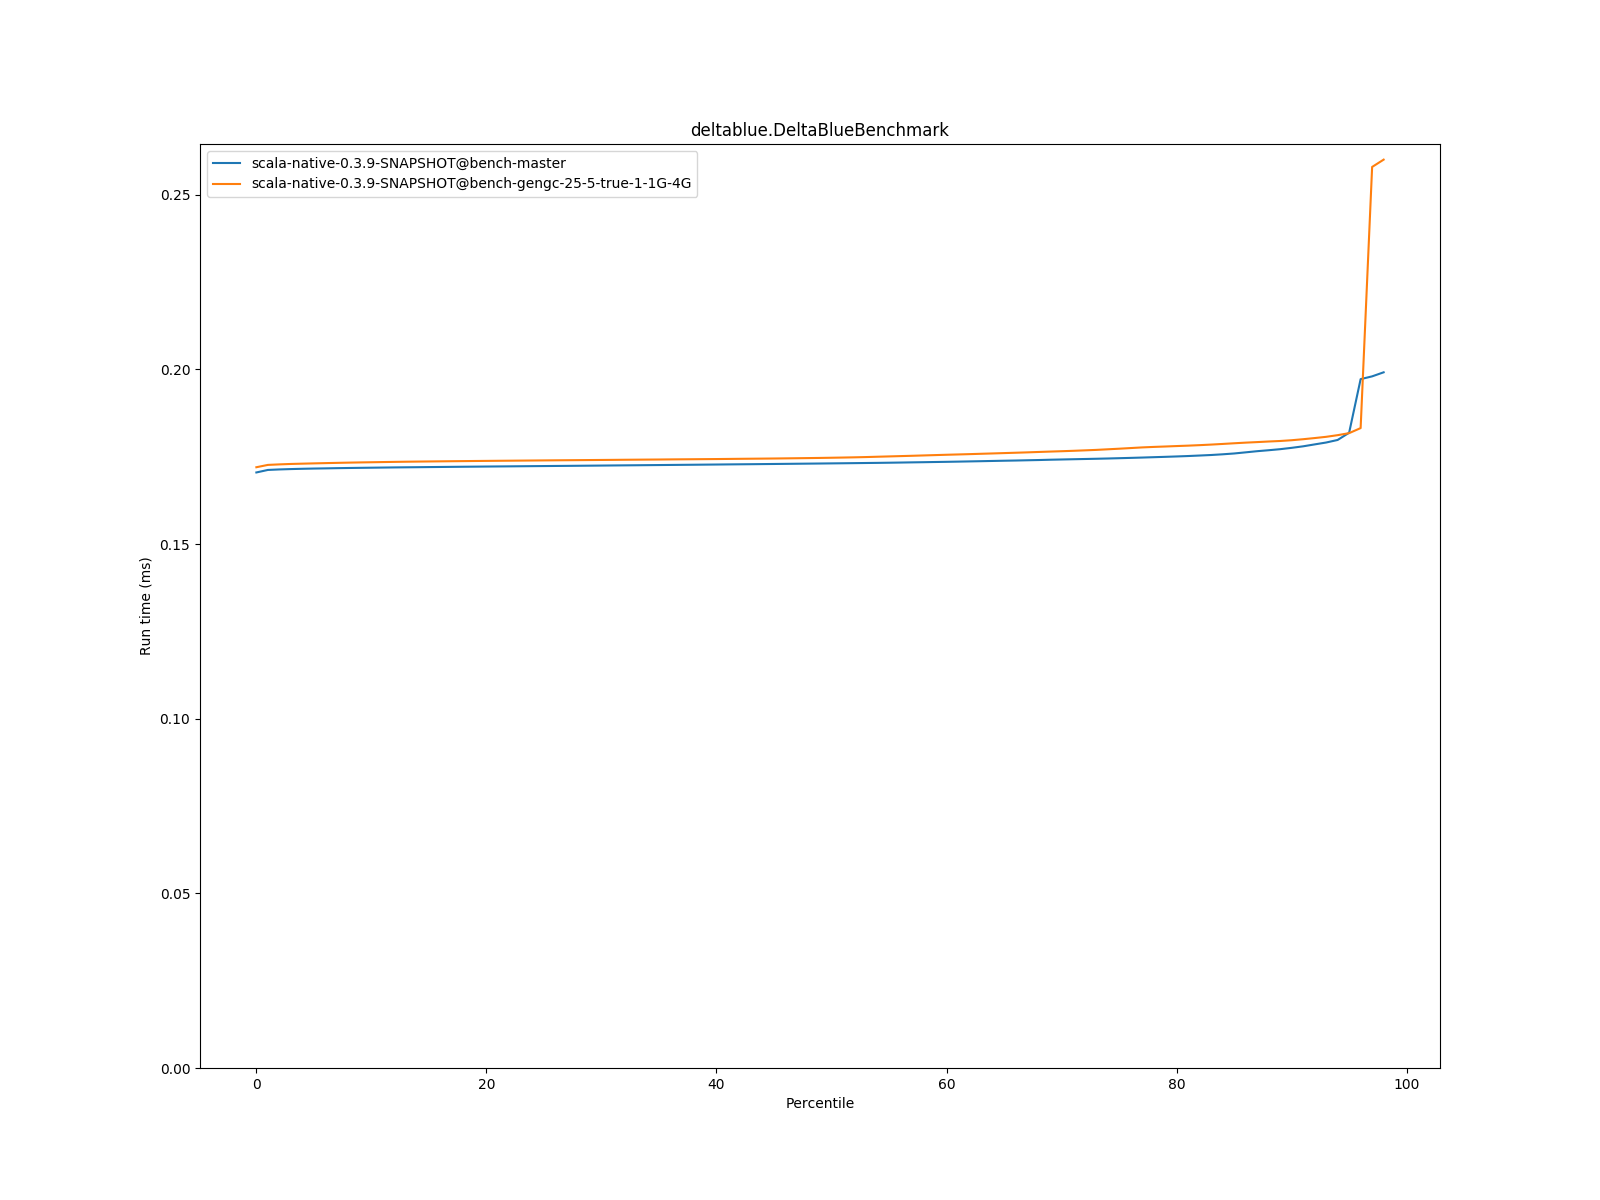 deltablue.DeltaBlueBenchmark
scala-native-0.3.9-SNAPSHOT@bench-master
scala-native-0.3.9-SNAPSHOT@bench-gengc-25-5-true-1-1G-4G
0.25
0.20
0.15
0.10
0.05
0.00
Run time (ms)
0 20 40 60 80 100
Percentile